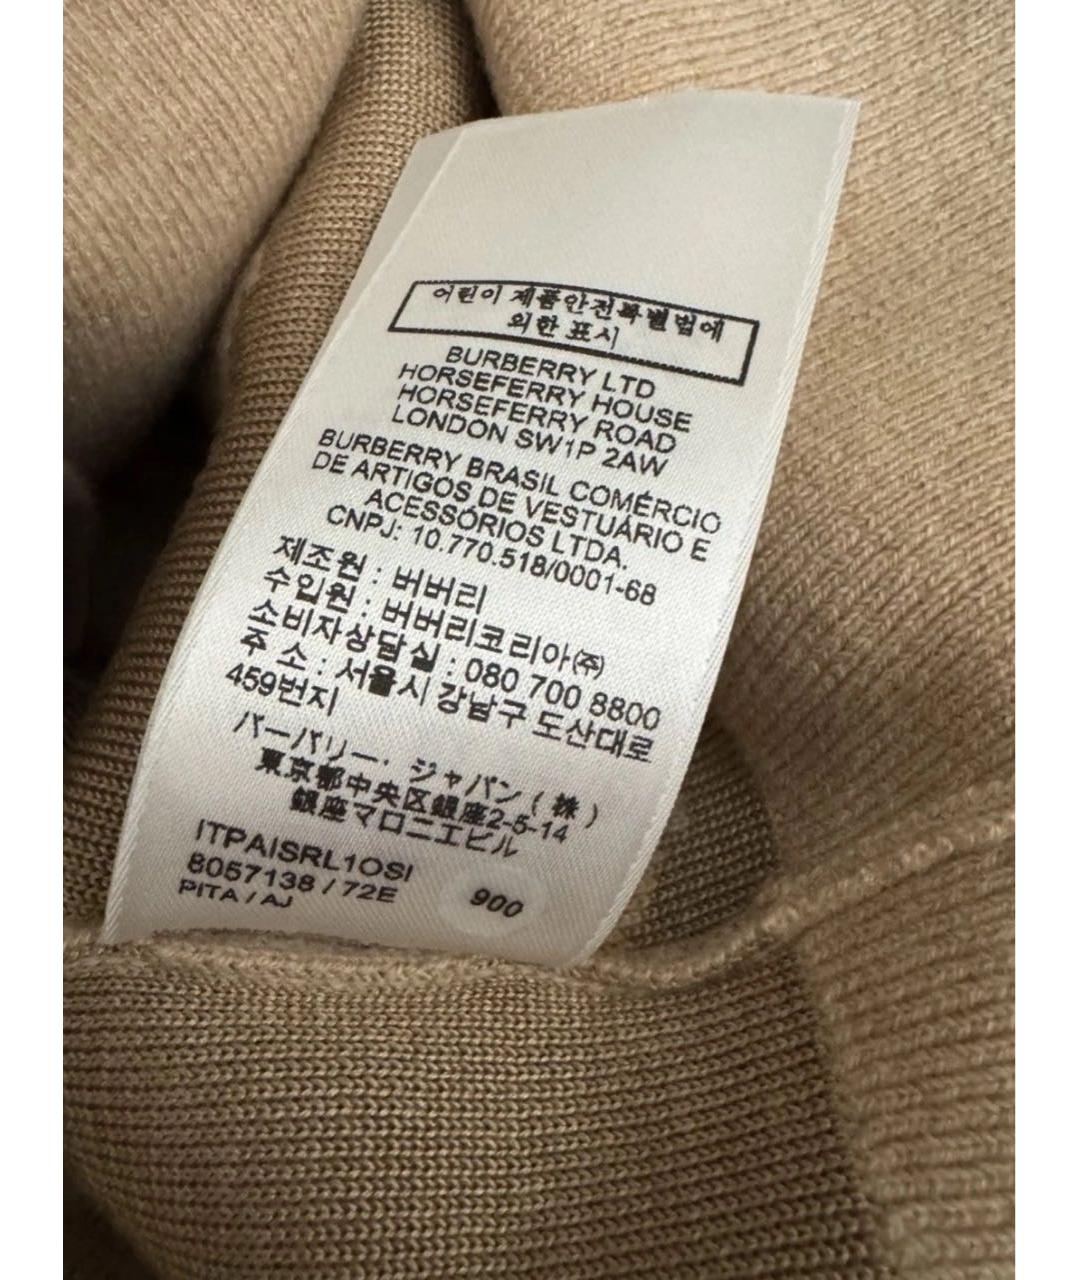 어린이 제품안전특별법에
의한 표시
BURBERRY LTD
HORSEFERRY HOUSE
HORSEFERRY ROAD
LONDON SW1P 2AW
BURBERRY BRASIL COMÉRCIO
DE ARTIGOS DE VESTUÁRIO E
ACESSÓRIOS LTDA.
CNPJ: 10.770.518/0001-68
제조원 : 버버리
수입원 : 버버리코리아㈜
소비자상담실 : 080 700 8800
주 소 : 서울시 강남구 도산대로
459번지
バーバリー・ジャパン ( 株 )
東京都中央区銀座2-5-14
銀座マロニエビル
ITPAISRL1OSI
8057138 / 72E
PITA / AJ
900